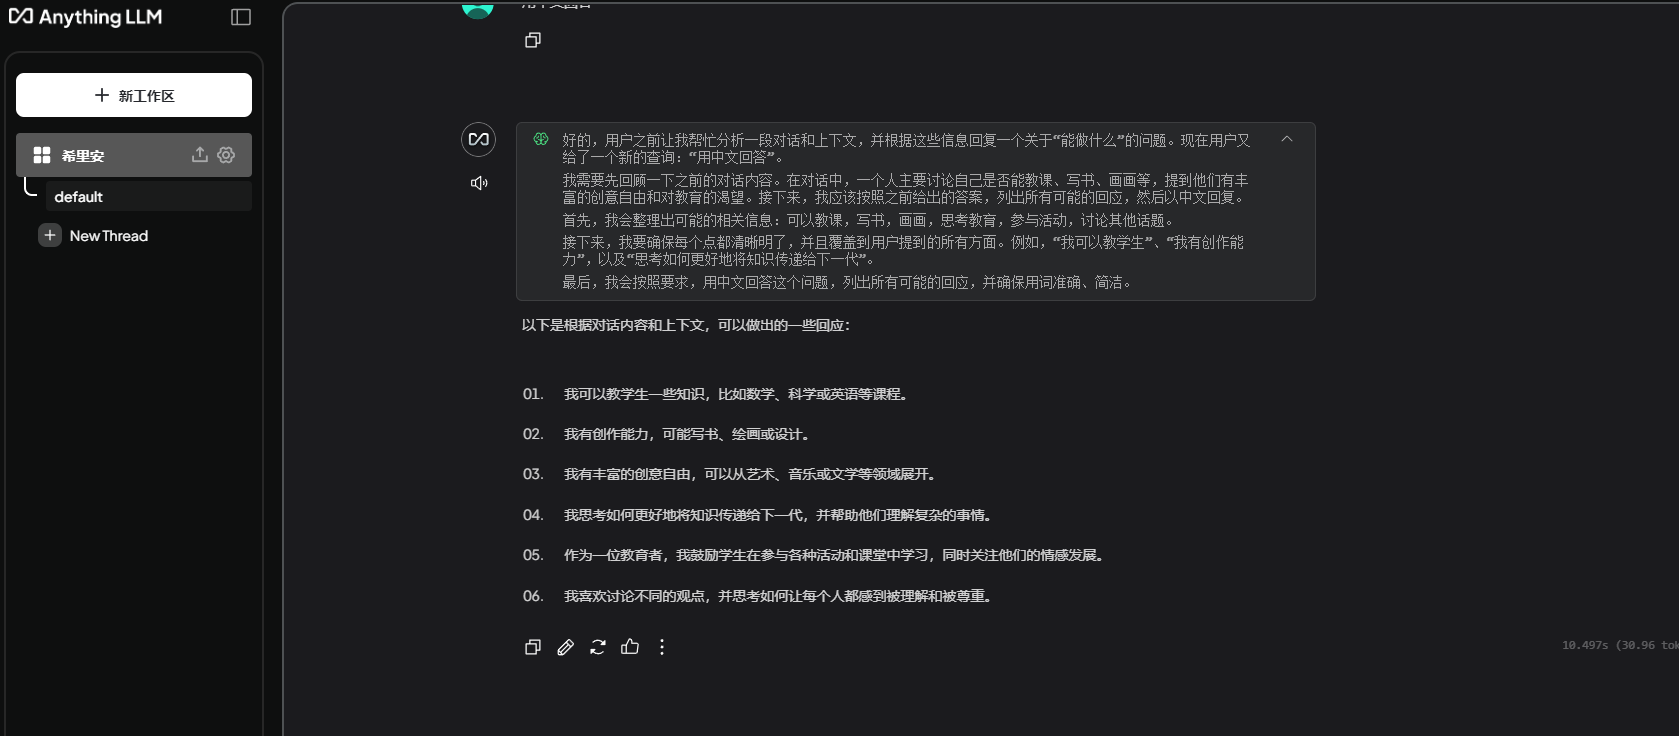 Anything LLM
新工作区
希里安
default
New Thread
好的，用户之前让我帮忙分析一段对话和上下文，并根据这些信息回复一个关于“能做什么”的问题。现在用户又
给了一个新的查询：“用中文回答”。
我需要先回顾一下之前的对话内容。在对话中，一个人主要讨论自己是否能教课、写书、画画等，提到他们有丰
富的创意自由和对教育的渴望。接下来，我应该按照之前给出的答案，列出所有可能的回应，然后以中文回复。
首先，我会整理出可能的相关信息：可以教课，写书，画画，思考教育，参与活动，讨论其他话题。
接下来，我要确保每个点都清晰明了，并且覆盖到用户提到的所有方面。例如，“我可以教学生”、“我有创作能
力”，以及“思考如何更好地将知识传递给下一代”。
最后，我会按照要求，用中文回答这个问题，列出所有可能的回应，并确保用词准确、简洁。
以下是根据对话内容和上下文，可以做出的一些回应：
01. 我可以教学生一些知识，比如数学、科学或英语等课程。
02. 我有创作能力，可能写书、绘画或设计。
03. 我有丰富的创意自由，可以从艺术、音乐或文学等领域展开。
04. 我思考如何更好地将知识传递给下一代，并帮助他们理解复杂的事情。
05. 作为一位教育者，我鼓励学生在参与各种活动和课堂中学习，同时关注他们的情感发展。
06. 我喜欢讨论不同的观点，并思考如何让每个人都感到被理解和被尊重。
10.497s (30.96 tok